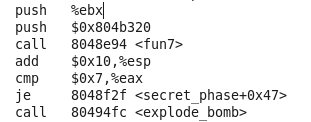 push %ebx
push $0x804b320
call 8048e94 <fun7>
add $0x10,%esp
cmp $0x7,%eax
je 8048f2f <secret_phase+0x47>
call 80494fc <explode_bomb>